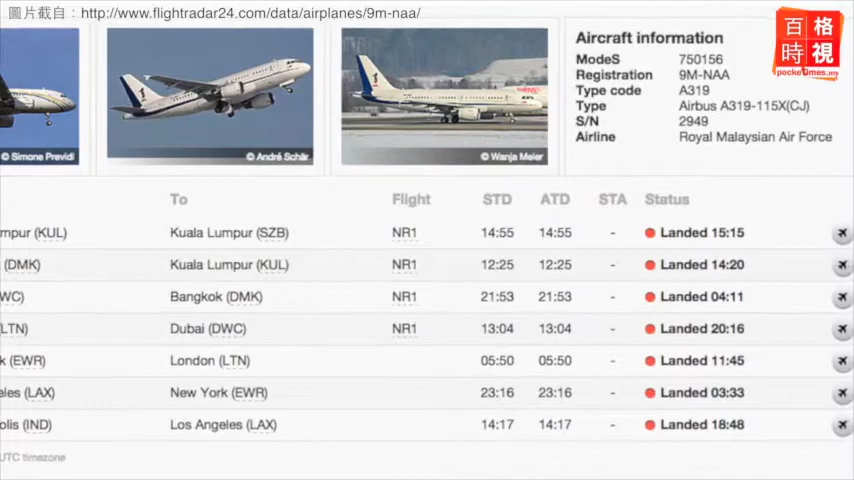 圖片截自：http://www.flightradar24.com/data/airplanes/9m-naa/
百格
時視
pocketimes.my
© Simone Previdi
© André Schär
© Wanja Meier
Aircraft information
ModeS 750156
Registration 9M-NAA
Type code A319
Type Airbus A319-115X(CJ)
S/N 2949
Airline Royal Malaysian Air Force
To Flight STD ATD STA Status
mpur (KUL) Kuala Lumpur (SZB) NR1 14:55 14:55 - Landed 15:15
(DMK) Kuala Lumpur (KUL) NR1 12:25 12:25 - Landed 14:20
WC) Bangkok (DMK) NR1 21:53 21:53 - Landed 04:11
(LTN) Dubai (DWC) NR1 13:04 13:04 - Landed 20:16
k (EWR) London (LTN) 05:50 05:50 - Landed 11:45
eles (LAX) New York (EWR) 23:16 23:16 - Landed 03:33
olis (IND) Los Angeles (LAX) 14:17 14:17 - Landed 18:48
UTC timezone